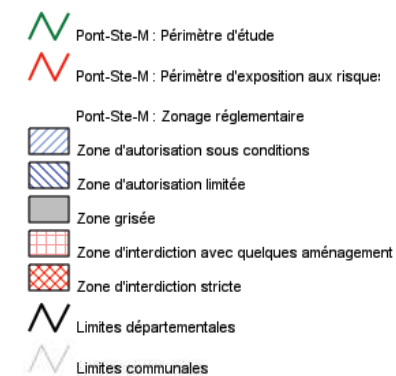 Pont-Ste-M : Périmètre d'étude
Pont-Ste-M : Périmètre d'exposition aux risques
Pont-Ste-M : Zonage réglementaire
Zone d'autorisation sous conditions
Zone d'autorisation limitée
Zone grisée
Zone d'interdiction avec quelques aménagement
Zone d'interdiction stricte
Limites départementales
Limites communales